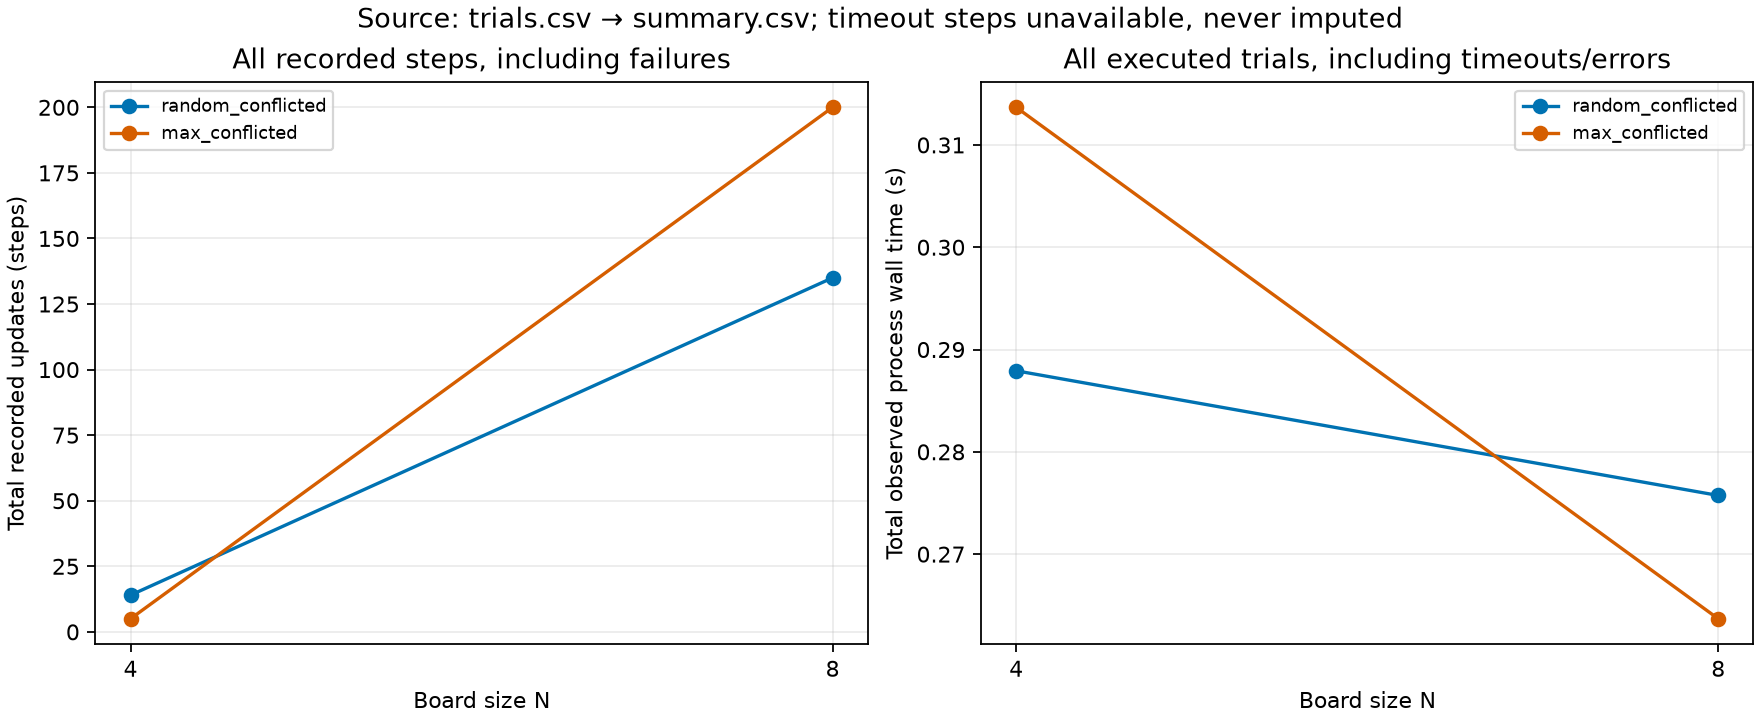 Source: trials.csv → summary.csv; timeout steps unavailable, never imputed
All recorded steps, including failures
random_conflicted
max_conflicted
Total recorded updates (steps)
200
175
150
125
100
75
50
25
0
4
8
Board size N
All executed trials, including timeouts/errors
random_conflicted
max_conflicted
Total observed process wall time (s)
0.31
0.30
0.29
0.28
0.27
4
8
Board size N